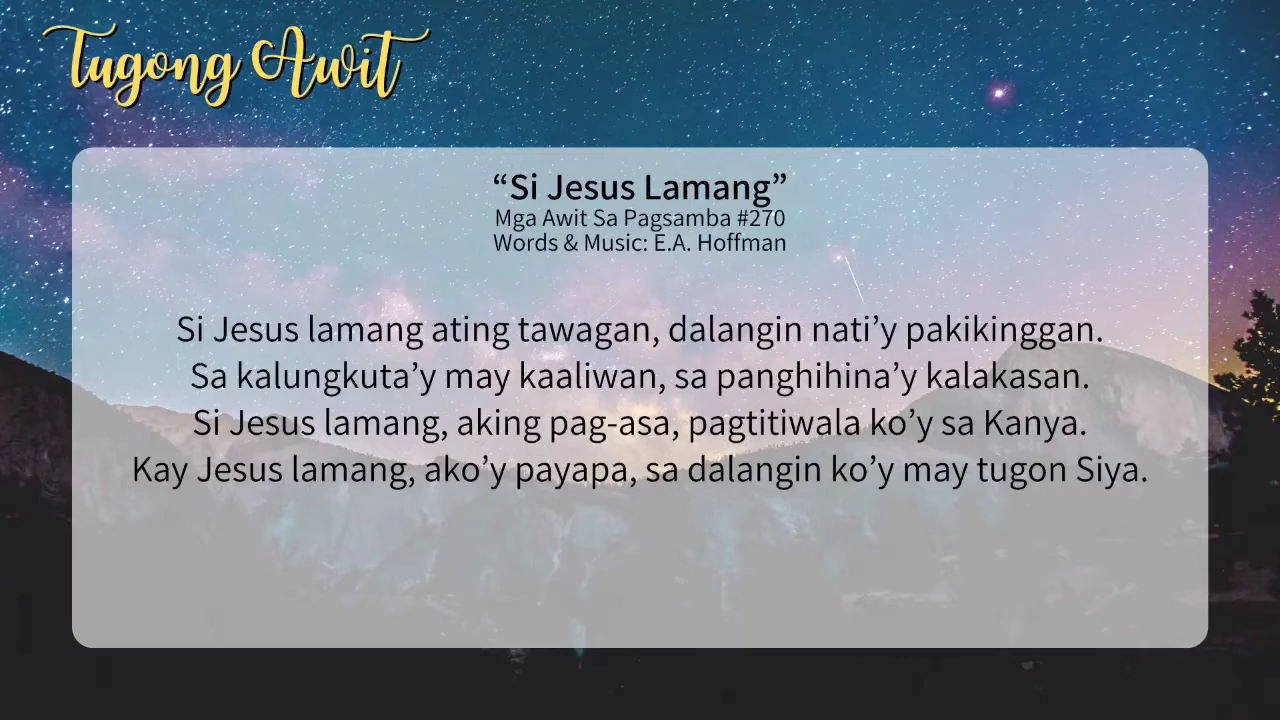 Tugong Awit
“Si Jesus Lamang”
Mga Awit Sa Pagsamba #270
Words & Music: E.A. Hoffman
Si Jesus lamang ating tawagan, dalangin nati’y pakikinggan.
Sa kalungkuta’y may kaaliwan, sa panghihina’y kalakasan.
Si Jesus lamang, aking pag-asa, pagtitiwala ko’y sa Kanya.
Kay Jesus lamang, ako’y payapa, sa dalangin ko’y may tugon Siya.